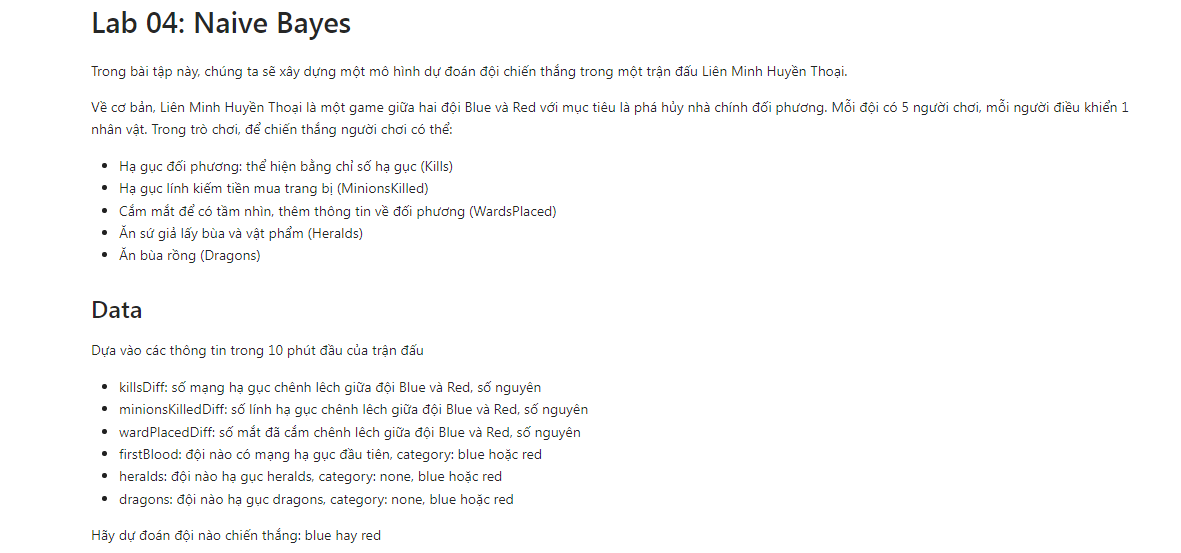 Lab 04: Naive Bayes
Trong bài tập này, chúng ta sẽ xây dựng một mô hình dự đoán đội chiến thắng trong một trận đấu Liên Minh Huyền Thoại.
Về cơ bản, Liên Minh Huyền Thoại là một game giữa hai đội Blue và Red với mục tiêu là phá hủy nhà chính đối phương. Mỗi đội có 5 người chơi, mỗi người điều khiển 1
nhân vật. Trong trò chơi, để chiến thắng người chơi có thể:
• Hạ gục đối phương: thể hiện bằng chỉ số hạ gục (Kills)
• Hạ gục lính kiếm tiền mua trang bị (MinionsKilled)
• Cắm mắt để có tầm nhìn, thêm thông tin về đối phương (WardsPlaced)
• Ăn sứ giả lấy bùa và vật phẩm (Heralds)
• Ăn bùa rồng (Dragons)
Data
Dựa vào các thông tin trong 10 phút đầu của trận đấu
• killsDiff: số mạng hạ gục chênh lêch giữa đội Blue và Red, số nguyên
• minionsKilledDiff: số lính hạ gục chênh lêch giữa đội Blue và Red, số nguyên
• wardPlacedDiff: số mắt đã cắm chênh lêch giữa đội Blue và Red, số nguyên
• firstBlood: đội nào có mạng hạ gục đầu tiên, category: blue hoặc red
• heralds: đội nào hạ gục heralds, category: none, blue hoặc red
• dragons: đội nào hạ gục dragons, category: none, blue hoặc red
Hãy dự đoán đội nào chiến thắng: blue hay red